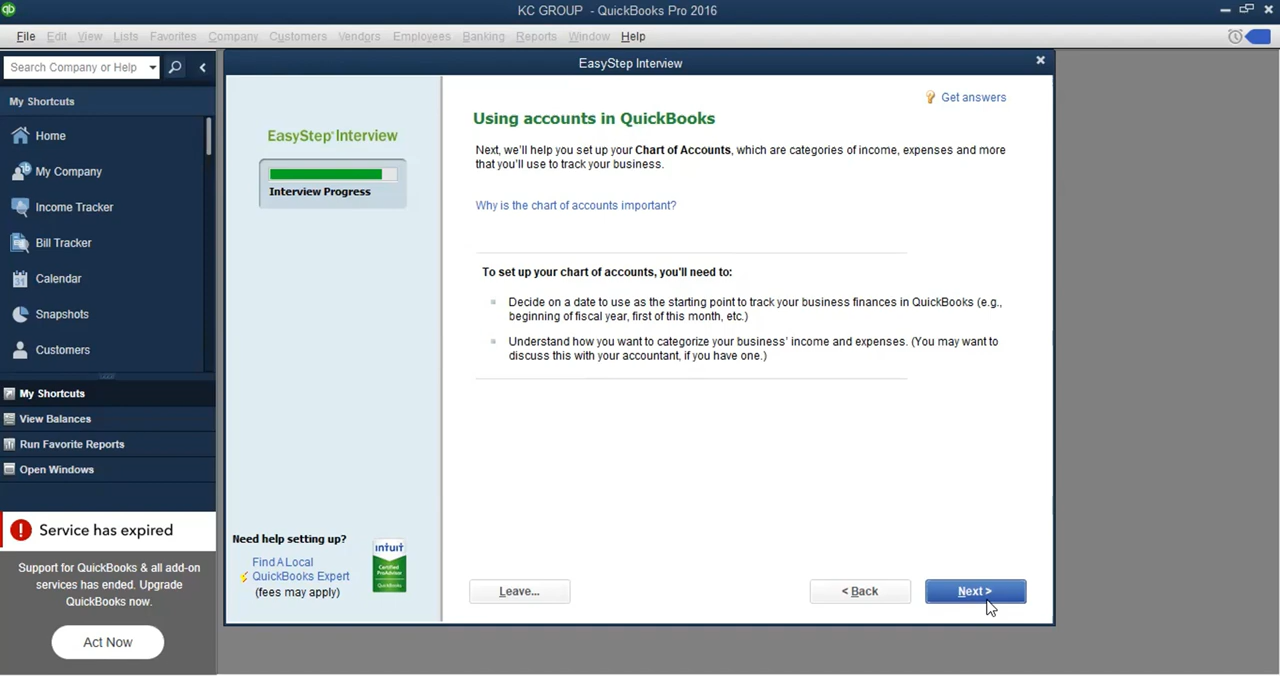 qb
KC GROUP - QuickBooks Pro 2016
File Edit View Lists Favorites Company Customers Vendors Employees Banking Reports Window Help
Search Company or Help
My Shortcuts
Home
My Company
Income Tracker
Bill Tracker
31
Calendar
Snapshots
Customers
My Shortcuts
View Balances
Run Favorite Reports
Open Windows
! Service has expired
Support for QuickBooks & all add-on
services has ended. Upgrade
QuickBooks now.
Act Now
EasyStep Interview
EasyStep Interview
Interview Progress
Need help setting up?
Find A Local
QuickBooks Expert
(fees may apply)
intuit
Certified
ProAdvisor
QuickBooks
? Get answers
Using accounts in QuickBooks
Next, we'll help you set up your Chart of Accounts, which are categories of income, expenses and more
that you'll use to track your business.
Why is the chart of accounts important?
To set up your chart of accounts, you'll need to:
Decide on a date to use as the starting point to track your business finances in QuickBooks (e.g.,
beginning of fiscal year, first of this month, etc.)
Understand how you want to categorize your business' income and expenses. (You may want to
discuss this with your accountant, if you have one.)
Leave...
< Back
Next >